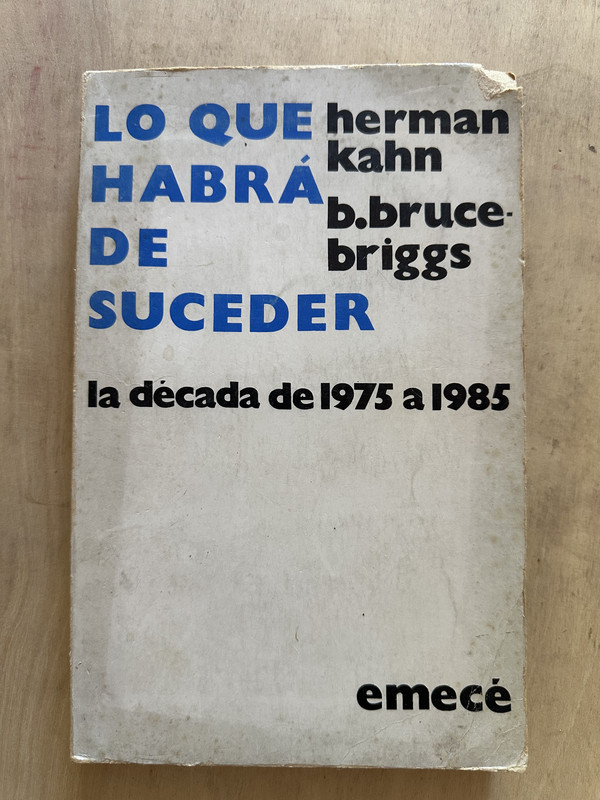 LO QUE
HABRÁ
DE
SUCEDER
herman
kahn
b.bruce-
briggs
la década de 1975 a 1985
emecé